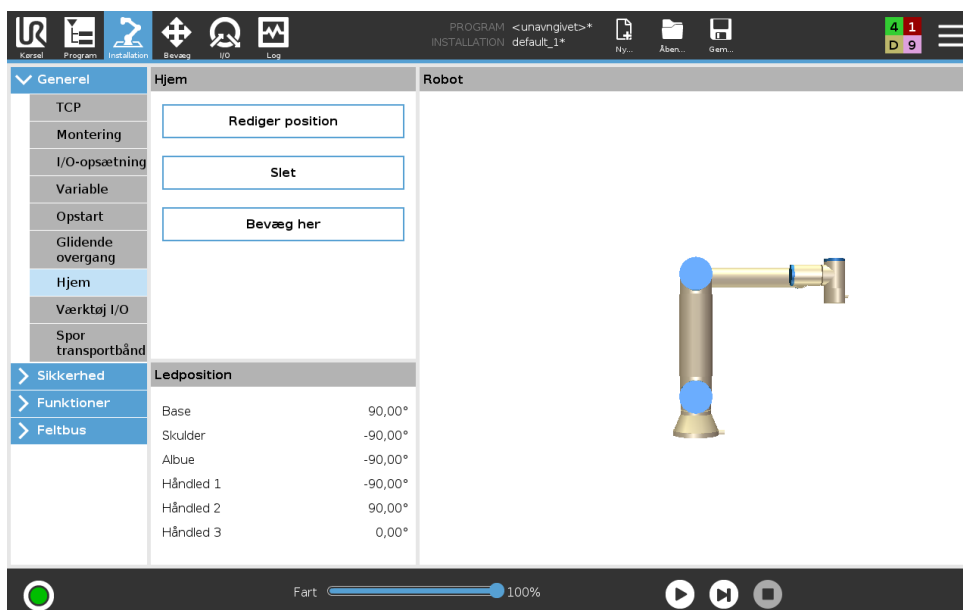 UR
PROGRAM <unavngivet>*
INSTALLATION default_1*
Kørsel Program Installation Bevæg I/O Log
Ny... Åben... Gem...
4 1
D 9
Generel
TCP
Montering
I/O-opsætning
Variable
Opstart
Glidende
overgang
Hjem
Værktøj I/O
Spor
transportbånd
Sikkerhed
Funktioner
Feltbus
Hjem
Rediger position
Slet
Bevæg her
Ledposition
Base 90,00°
Skulder -90,00°
Albue -90,00°
Håndled 1 -90,00°
Håndled 2 90,00°
Håndled 3 0,00°
Robot
Fart 100%